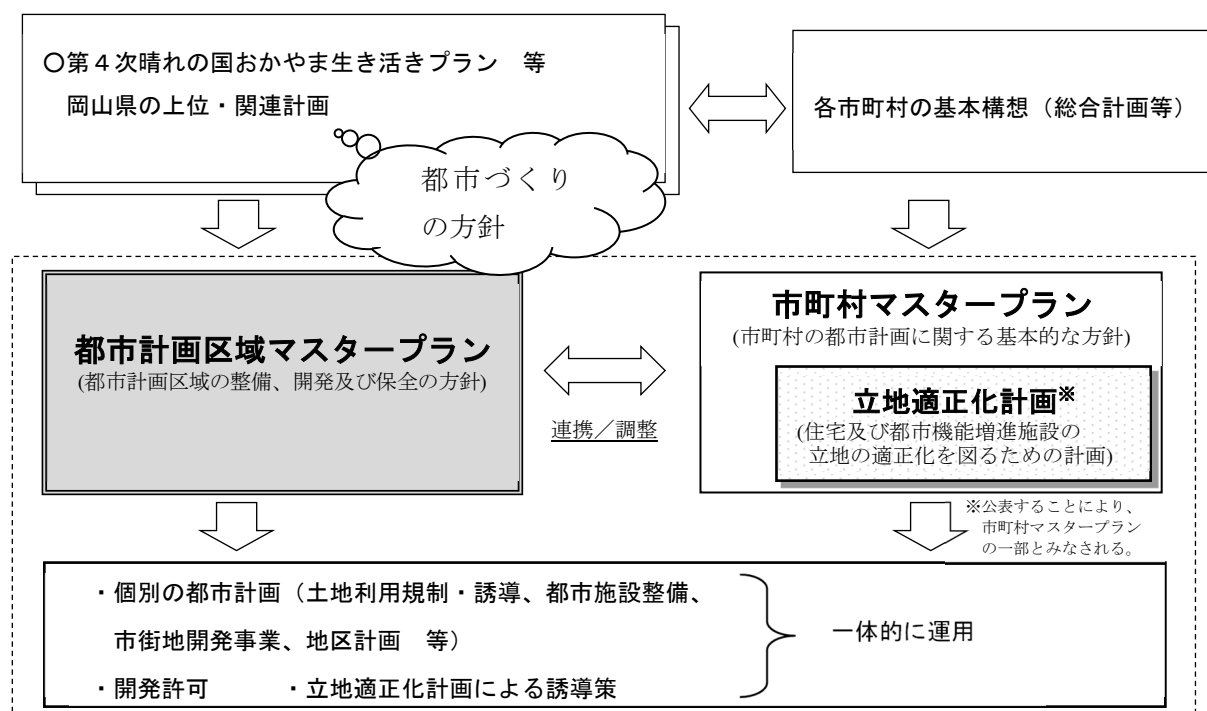 ○第4次晴れの国おかやま生き活きプラン 等
岡山県の上位・関連計画
各市町村の基本構想(総合計画等)
都市づくり
の方針
都市計画区域マスタープラン
(都市計画区域の整備、開発及び保全の方針)
連携/調整
市町村マスタープラン
(市町村の都市計画に関する基本的な方針)
立地適正化計画※
(住宅及び都市機能増進施設の
立地の適正化を図るための計画)
※公表することにより、
市町村マスタープラン
の一部とみなされる。
・個別の都市計画(土地利用規制・誘導、都市施設整備、
市街地開発事業、地区計画 等)
・開発許可 ・立地適正化計画による誘導策
一体的に運用